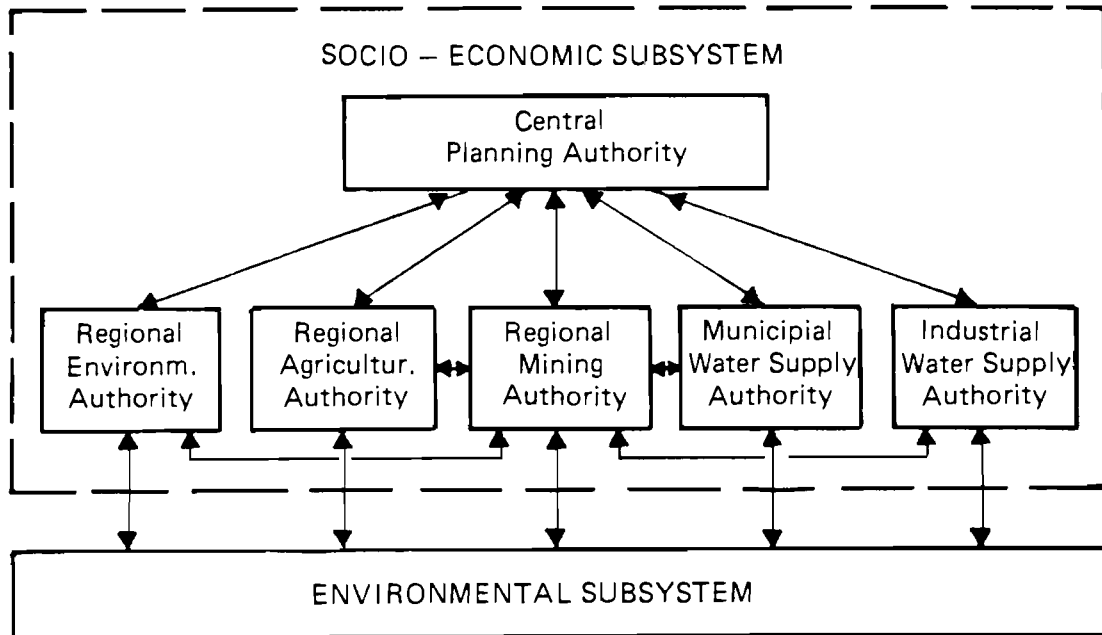 SOCIO – ECONOMIC SUBSYSTEM
Central
Planning Authority
Regional
Environm.
Authority
Regional
Agricultur.
Authority
Regional
Mining
Authority
Municipial
Water Supply
Authority
Industrial
Water Supply
Authority
ENVIRONMENTAL SUBSYSTEM